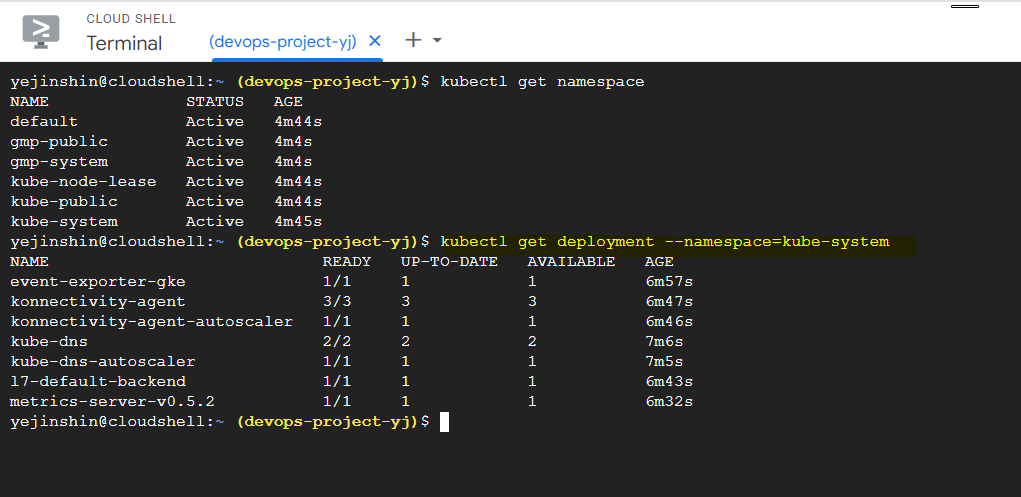 CLOUD SHELL
Terminal
(devops-project-yj)
yejinshin@cloudshell:~ (devops-project-yj)$ kubectl get namespace
NAME STATUS AGE
default Active 4m44s
gmp-public Active 4m4s
gmp-system Active 4m4s
kube-node-lease Active 4m44s
kube-public Active 4m44s
kube-system Active 4m45s
yejinshin@cloudshell:~ (devops-project-yj)$ kubectl get deployment --namespace=kube-system
NAME READY UP-TO-DATE AVAILABLE AGE
event-exporter-gke 1/1 1 1 6m57s
konnectivity-agent 3/3 3 3 6m47s
konnectivity-agent-autoscaler 1/1 1 1 6m46s
kube-dns 2/2 2 2 7m6s
kube-dns-autoscaler 1/1 1 1 7m5s
l7-default-backend 1/1 1 1 6m43s
metrics-server-v0.5.2 1/1 1 1 6m32s
yejinshin@cloudshell:~ (devops-project-yj)$